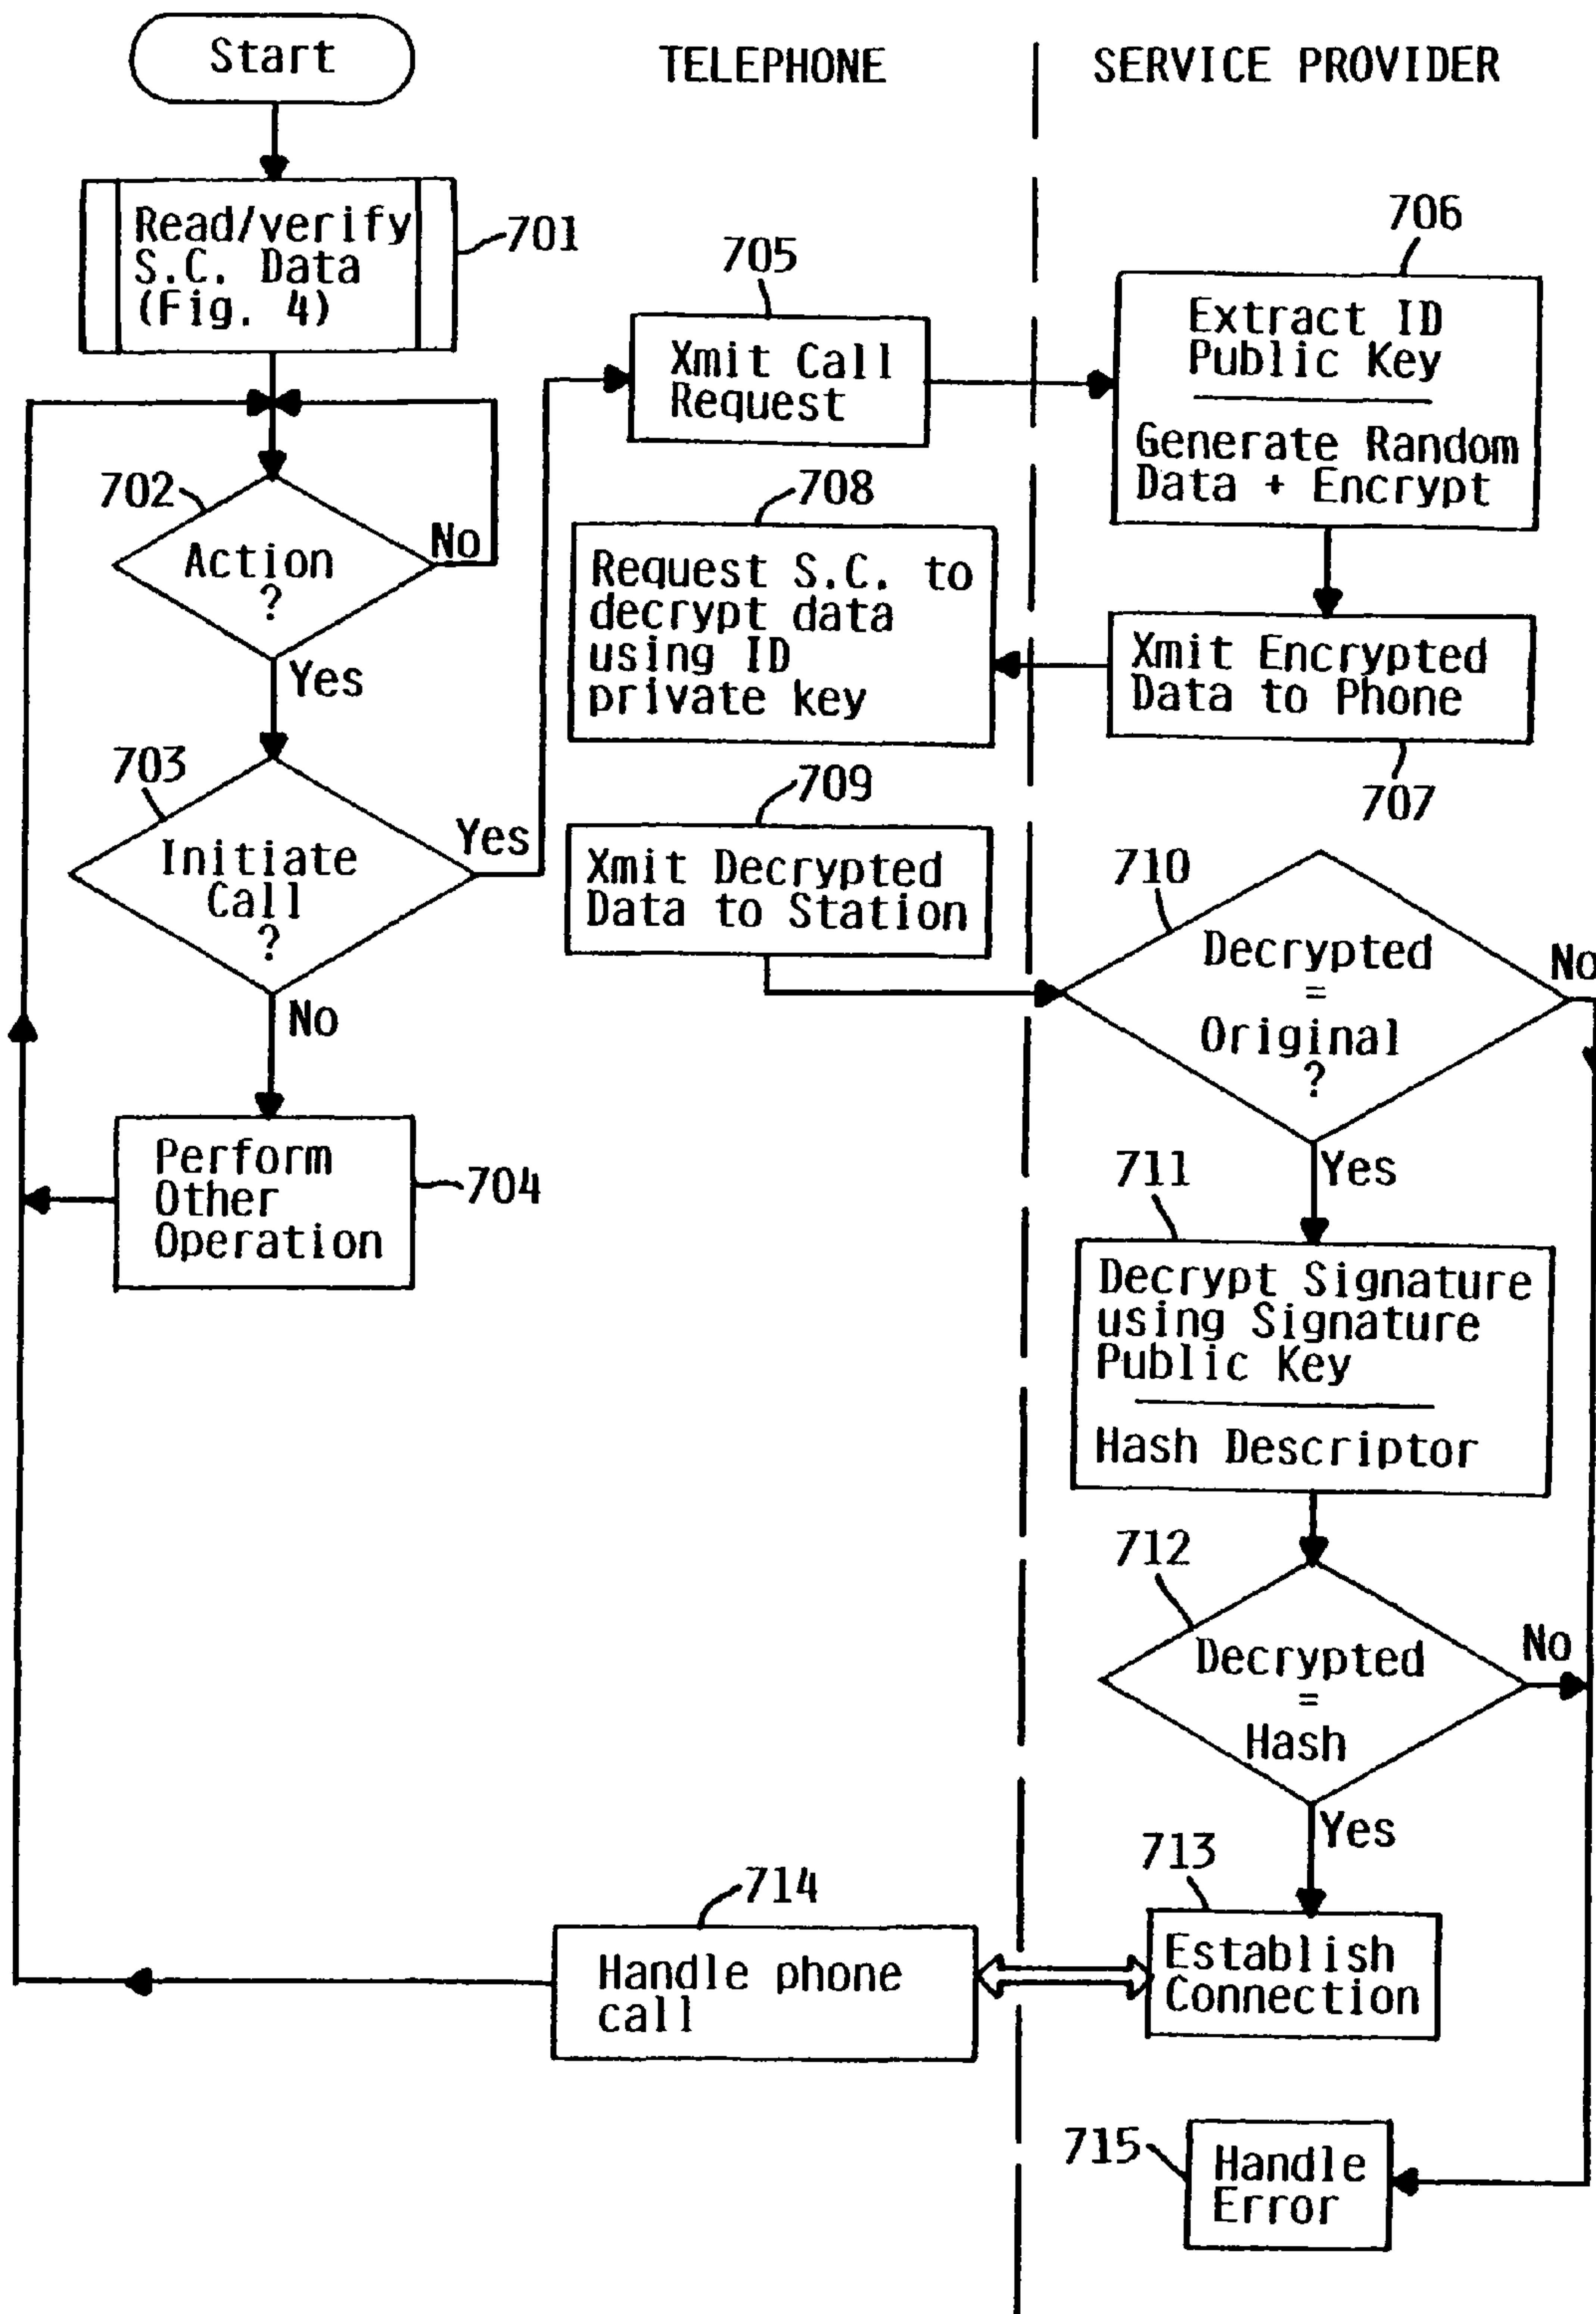 Start
TELEPHONE
SERVICE PROVIDER
Read/verify
S.C. Data
(Fig. 4)
701
702
Action
?
No
Yes
703
Initiate
Call
?
Yes
No
Perform
Other
Operation
704
705
Xmit Call
Request
706
Extract ID
Public Key
Generate Random
Data + Encrypt
Xmit Encrypted
Data to Phone
707
708
Request S.C. to
decrypt data
using ID
private key
709
Xmit Decrypted
Data to Station
710
Decrypted
=
Original
?
No
Yes
711
Decrypt Signature
using Signature
Public Key
Hash Descriptor
712
Decrypted
=
Hash
No
Yes
713
Establish
Connection
714
Handle phone
call
715
Handle
Error